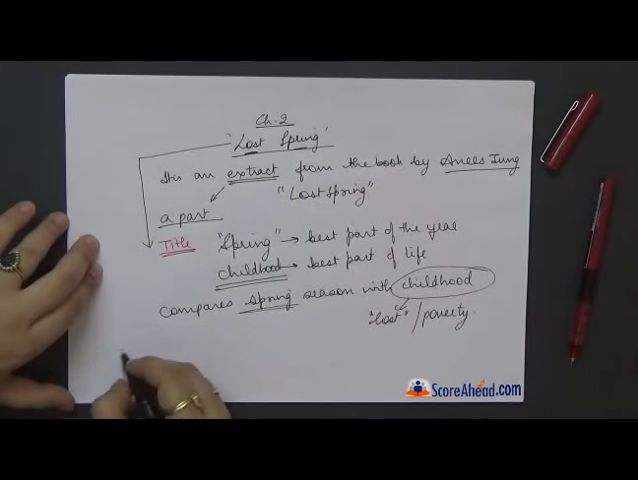 Ch.2
'Lost Spring'
It is an extract from the book by Anees Jung
"Lost Spring"
a part
Title "Spring" → best part of the year
childhood → best part of life
Compares spring season with childhood
"lost" / poverty.
ScoreAhead.com